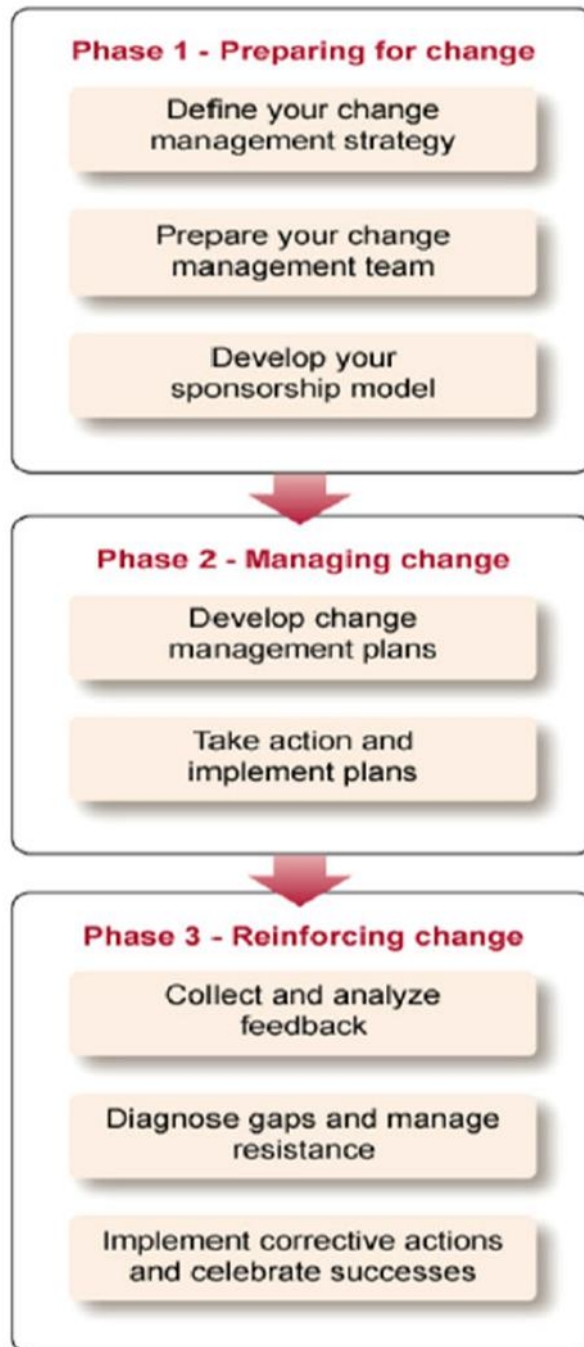 Phase 1 - Preparing for change
Define your change
management strategy
Prepare your change
management team
Develop your
sponsorship model
Phase 2 - Managing change
Develop change
management plans
Take action and
implement plans
Phase 3 - Reinforcing change
Collect and analyze
feedback
Diagnose gaps and manage
resistance
Implement corrective actions
and celebrate successes